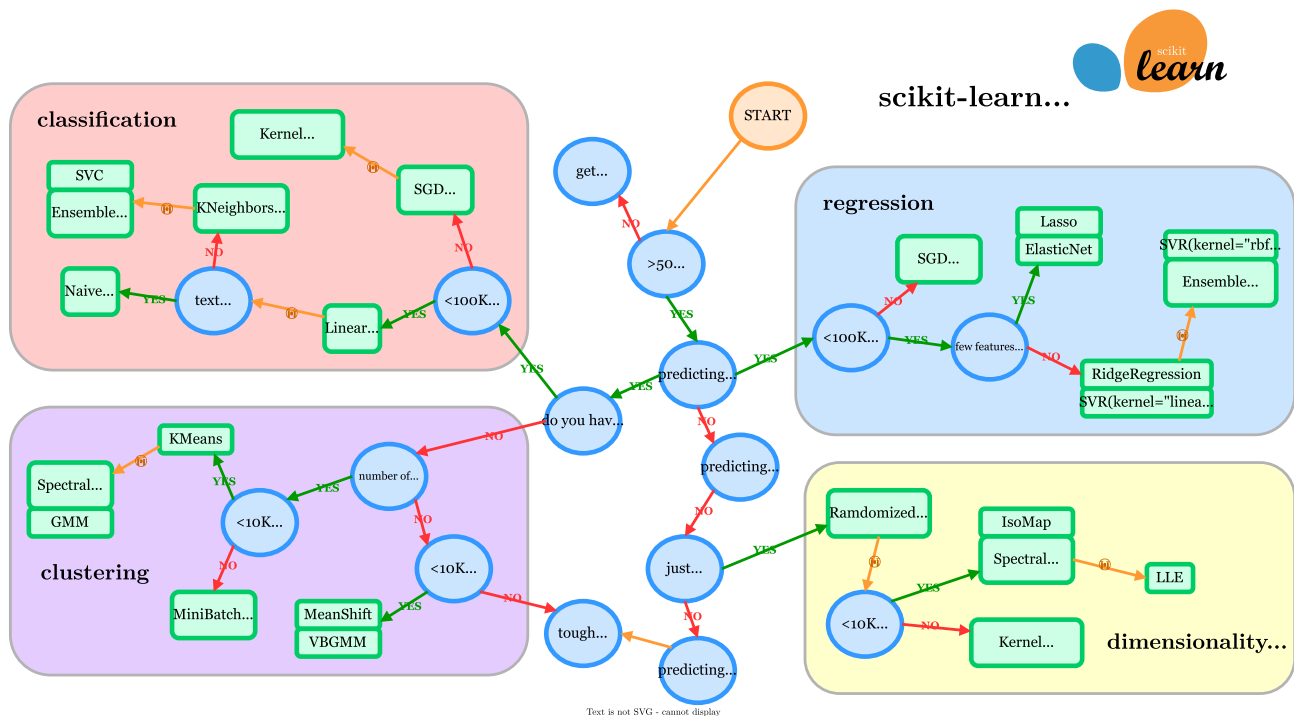 scikit
learn
scikit-learn...
START
classification
Kernel...
get...
SVC
SGD...
Ensemble...
KNeighbors...
regression
Lasso
NO
SVR(kernel="rbf...
ElasticNet
NO
NO
>50...
SGD...
Ensemble...
Naive...
YES
text...
<100K...
YES
NO
YES
Linear...
YES
<100K...
YES
few features...
YES
YES
NO
predicting...
RidgeRegression
YES
SVR(kernel="linea...
do you hav...
NO
KMeans
NO
predicting...
Spectral...
YES
YES
number of...
NO
Ramdomized...
GMM
<10K...
NO
IsoMap
YES
Spectral...
clustering
NO
<10K...
just...
LLE
YES
MiniBatch...
MeanShift
YES
NO
NO
<10K...
NO
VBGMM
tough...
Kernel...
dimensionality...
predicting...
Text is not SVG - cannot display